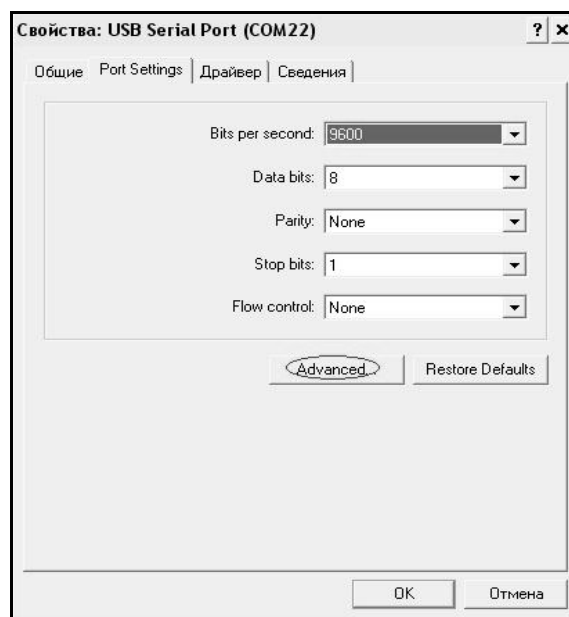 Свойства: USB Serial Port (COM22)
Общие Port Settings Драйвер Сведения
Bits per second: 9600
Data bits: 8
Parity: None
Stop bits: 1
Flow control: None
Advanced... Restore Defaults
OK Отмена